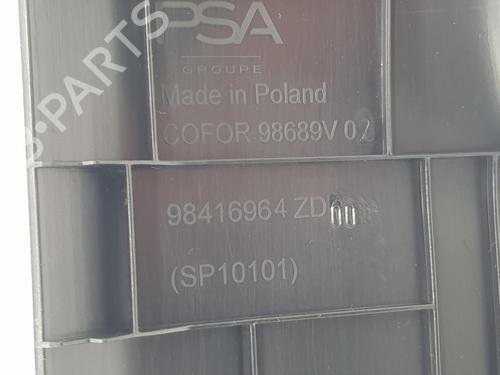 B-PARTS
PSA
GROUPE
Made in Poland
COFOR 98689V 02
98416964 ZD
(SP10101)